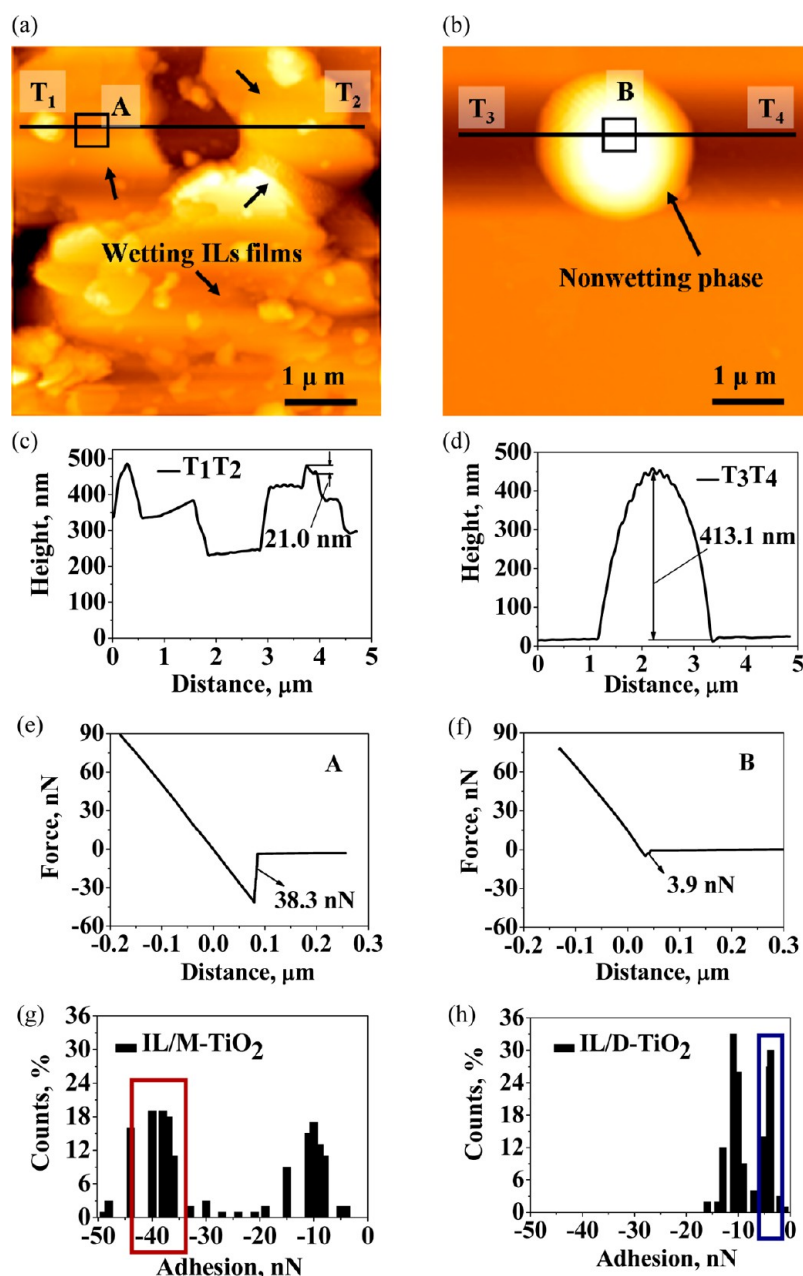 (a)
(b)
T1 A T2
Wetting ILs films
1 μ m
T3 B T4
Nonwetting phase
1 μ m
(c)
Height, nm
500
400
300
200
100
0
T1T2
21.0 nm
0 1 2 3 4 5
Distance, μm
(d)
Height, nm
500
400
300
200
100
0
T3T4
413.1 nm
0 1 2 3 4 5
Distance, μm
(e)
Force, nN
90
60
30
0
-30
-60
A
38.3 nN
-0.2 -0.1 0.0 0.1 0.2 0.3
Distance, μm
(f)
Force, nN
90
60
30
0
-30
-60
B
3.9 nN
-0.2 -0.1 0.0 0.1 0.2 0.3
Distance, μm
(g)
Counts, %
36
30
24
18
12
6
0
IL/M-TiO2
-50 -40 -30 -20 -10 0
Adhesion, nN
(h)
Counts, %
36
30
24
18
12
6
0
IL/D-TiO2
-50 -40 -30 -20 -10 0
Adhesion, nN